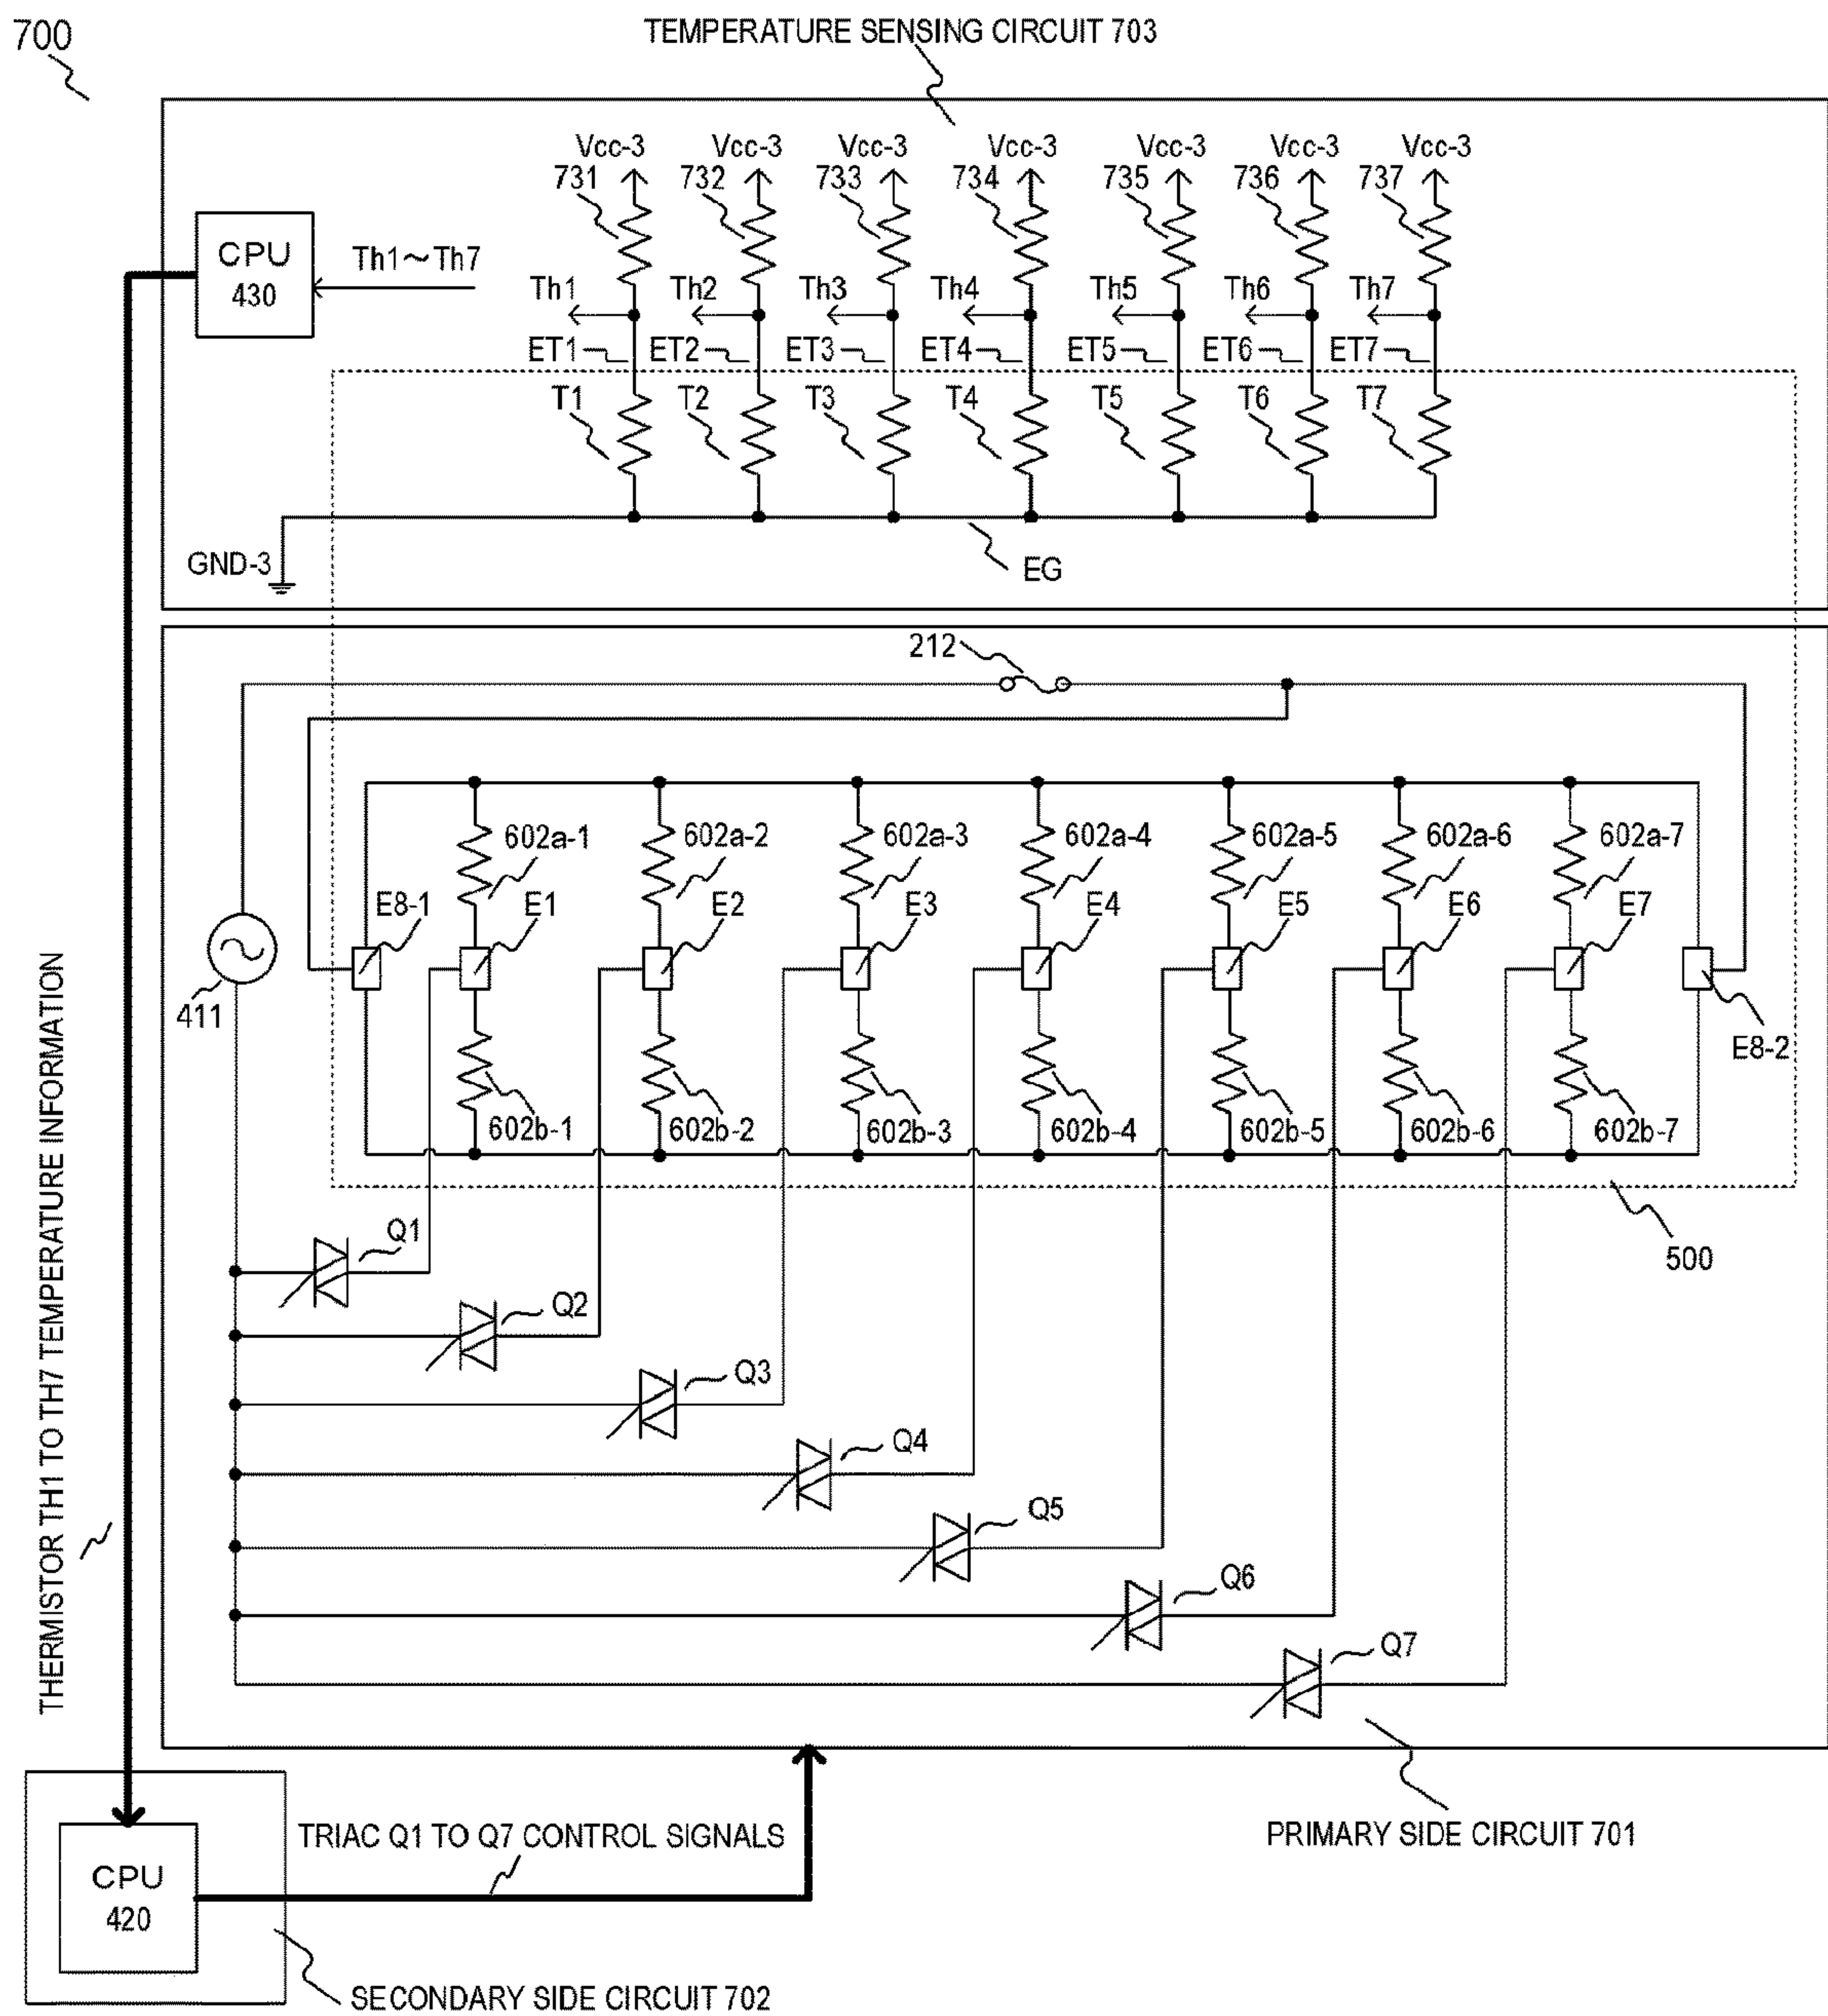 700
TEMPERATURE SENSING CIRCUIT 703
Vcc-3 Vcc-3 Vcc-3 Vcc-3 Vcc-3 Vcc-3 Vcc-3
731 732 733 734 735 736 737
CPU
430
Th1～Th7
Th1 Th2 Th3 Th4 Th5 Th6 Th7
ET1 ET2 ET3 ET4 ET5 ET6 ET7
T1 T2 T3 T4 T5 T6 T7
GND-3
EG
212
602a-1 602a-2 602a-3 602a-4 602a-5 602a-6 602a-7
E8-1 E1 E2 E3 E4 E5 E6 E7
411
E8-2
602b-1 602b-2 602b-3 602b-4 602b-5 602b-6 602b-7
500
Q1
Q2
Q3
Q4
Q5
Q6
Q7
THERMISTOR TH1 TO TH7 TEMPERATURE INFORMATION
PRIMARY SIDE CIRCUIT 701
TRIAC Q1 TO Q7 CONTROL SIGNALS
CPU
420
SECONDARY SIDE CIRCUIT 702